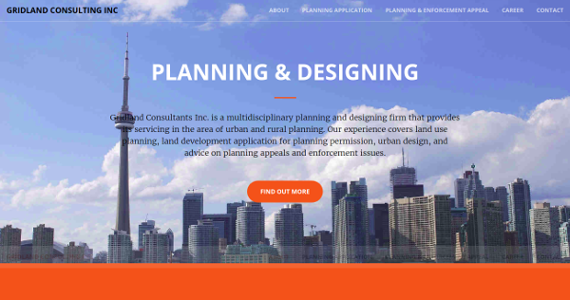 GRIDLAND CONSULTING INC
ABOUT PLANNING APPLICATION PLANNING & ENFORCEMENT APPEAL CAREER CONTACT
PLANNING & DESIGNING
Gridland Consultants Inc. is a multidisciplinary planning and designing firm that provides
its servicing in the area of urban and rural planning. Our experience covers land use
planning, land development application for planning permission, urban design, and
advice on planning appeals and enforcement issues.
FIND OUT MORE